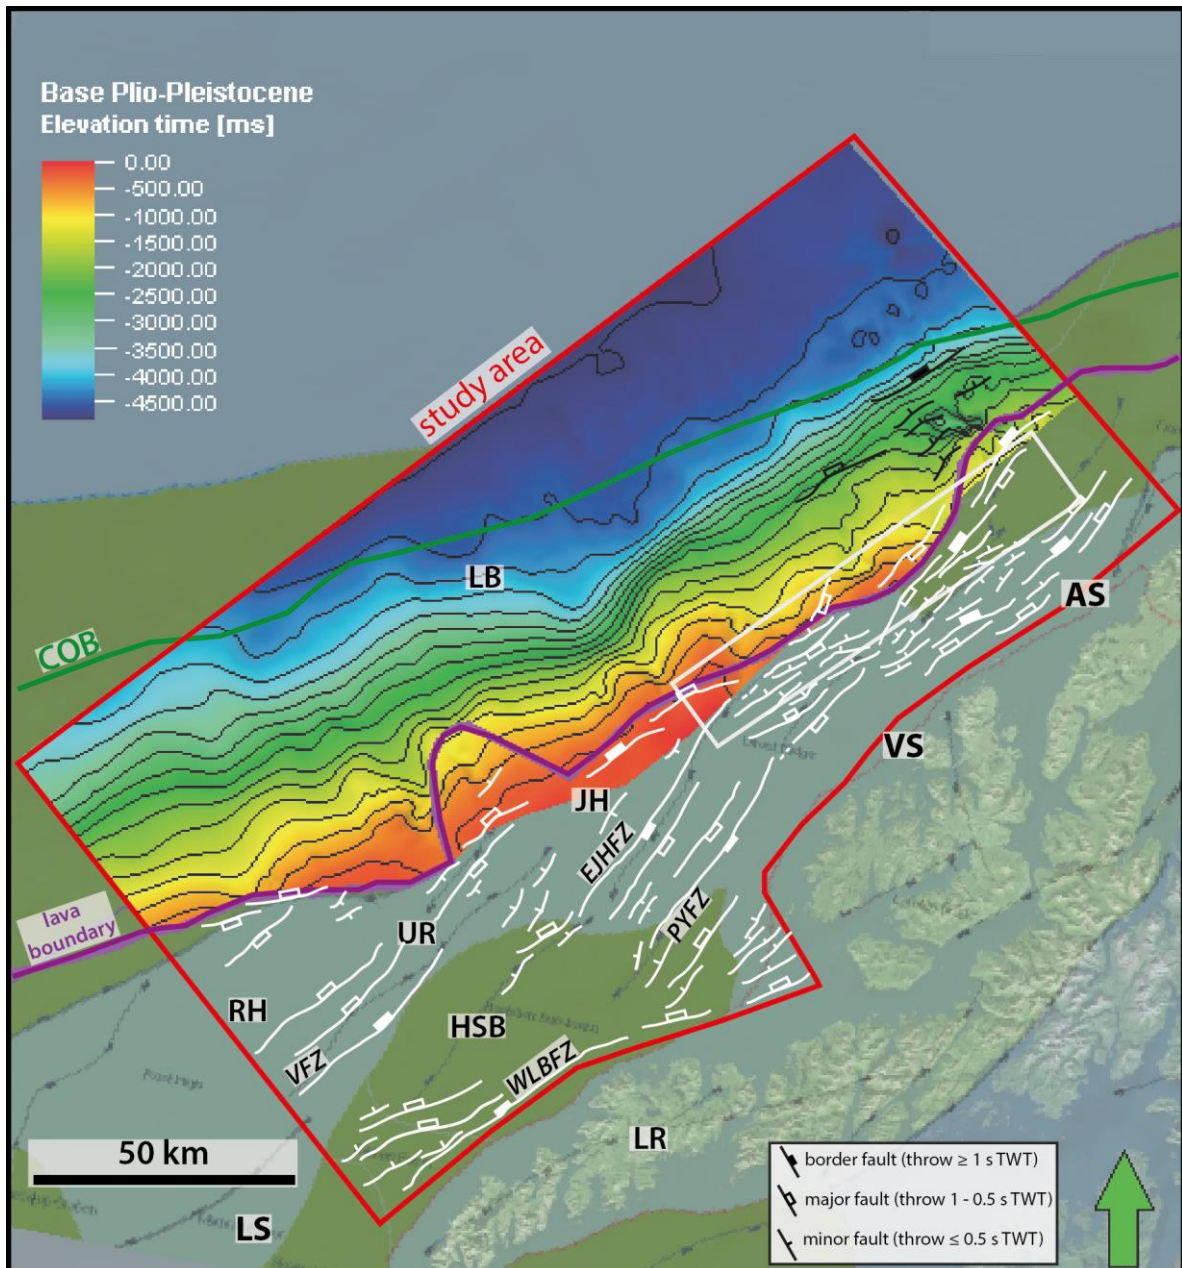 Base Plio-Pleistocene
Elevation time [ms]
0.00
-500.00
-1000.00
-1500.00
-2000.00
-2500.00
-3000.00
-3500.00
-4000.00
-4500.00
study area
LB
COB
AS
VS
JH
EJHFZ
lava
boundary
UR
PYFZ
RH
HSB
VFZ
WLBFZ
50 km
LR
LS
border fault (throw ≥ 1 s TWT)
major fault (throw 1 - 0.5 s TWT)
minor fault (throw ≤ 0.5 s TWT)